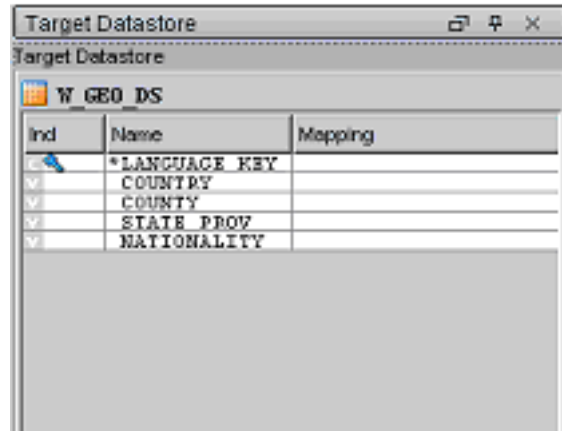 Target Datastore
Target Datastore
W_GEO_DS
Ind Name Mapping
*LANGUAGE_KEY
COUNTRY
COUNTY
STATE_PROV
NATIONALITY